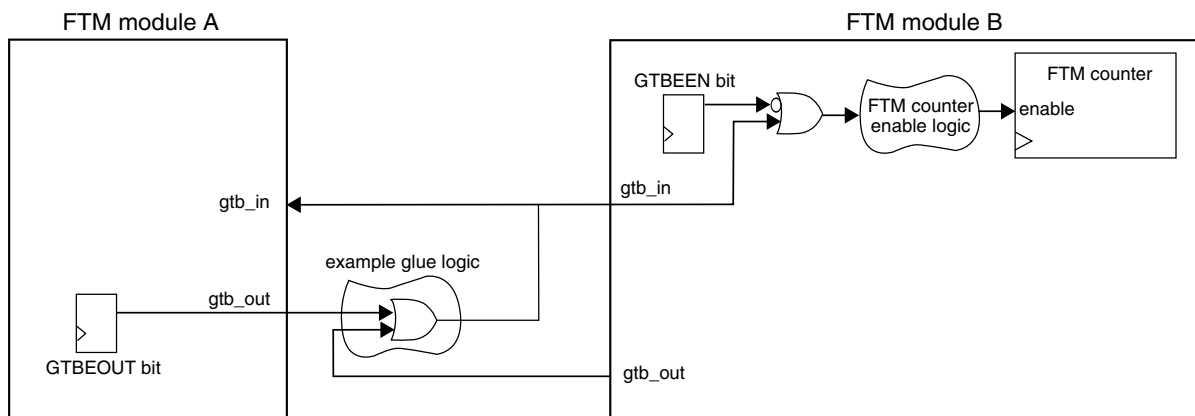 FTM module A
FTM module B
GTBEEN bit
FTM counter
enable logic
FTM counter
enable
gtb_in
gtb_in
example glue logic
gtb_out
GTBEOUT bit
gtb_out